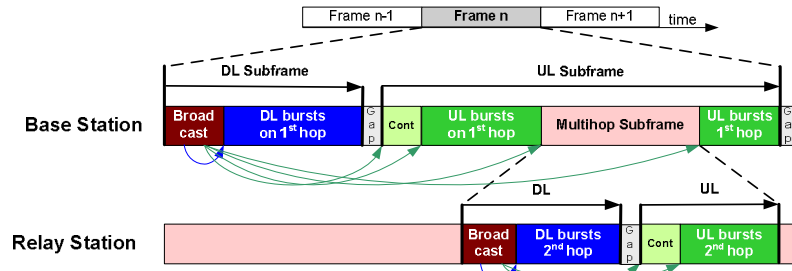 Frame n-1 Frame n Frame n+1 time
DL Subframe UL Subframe
Base Station
Broad
cast
DL bursts
on 1st hop
Gap
Cont
UL bursts
on 1st hop
Multihop Subframe
UL bursts
1st hop
Gap
DL UL
Relay Station
Broad
cast
DL bursts
2nd hop
Gap
Cont
UL bursts
2nd hop